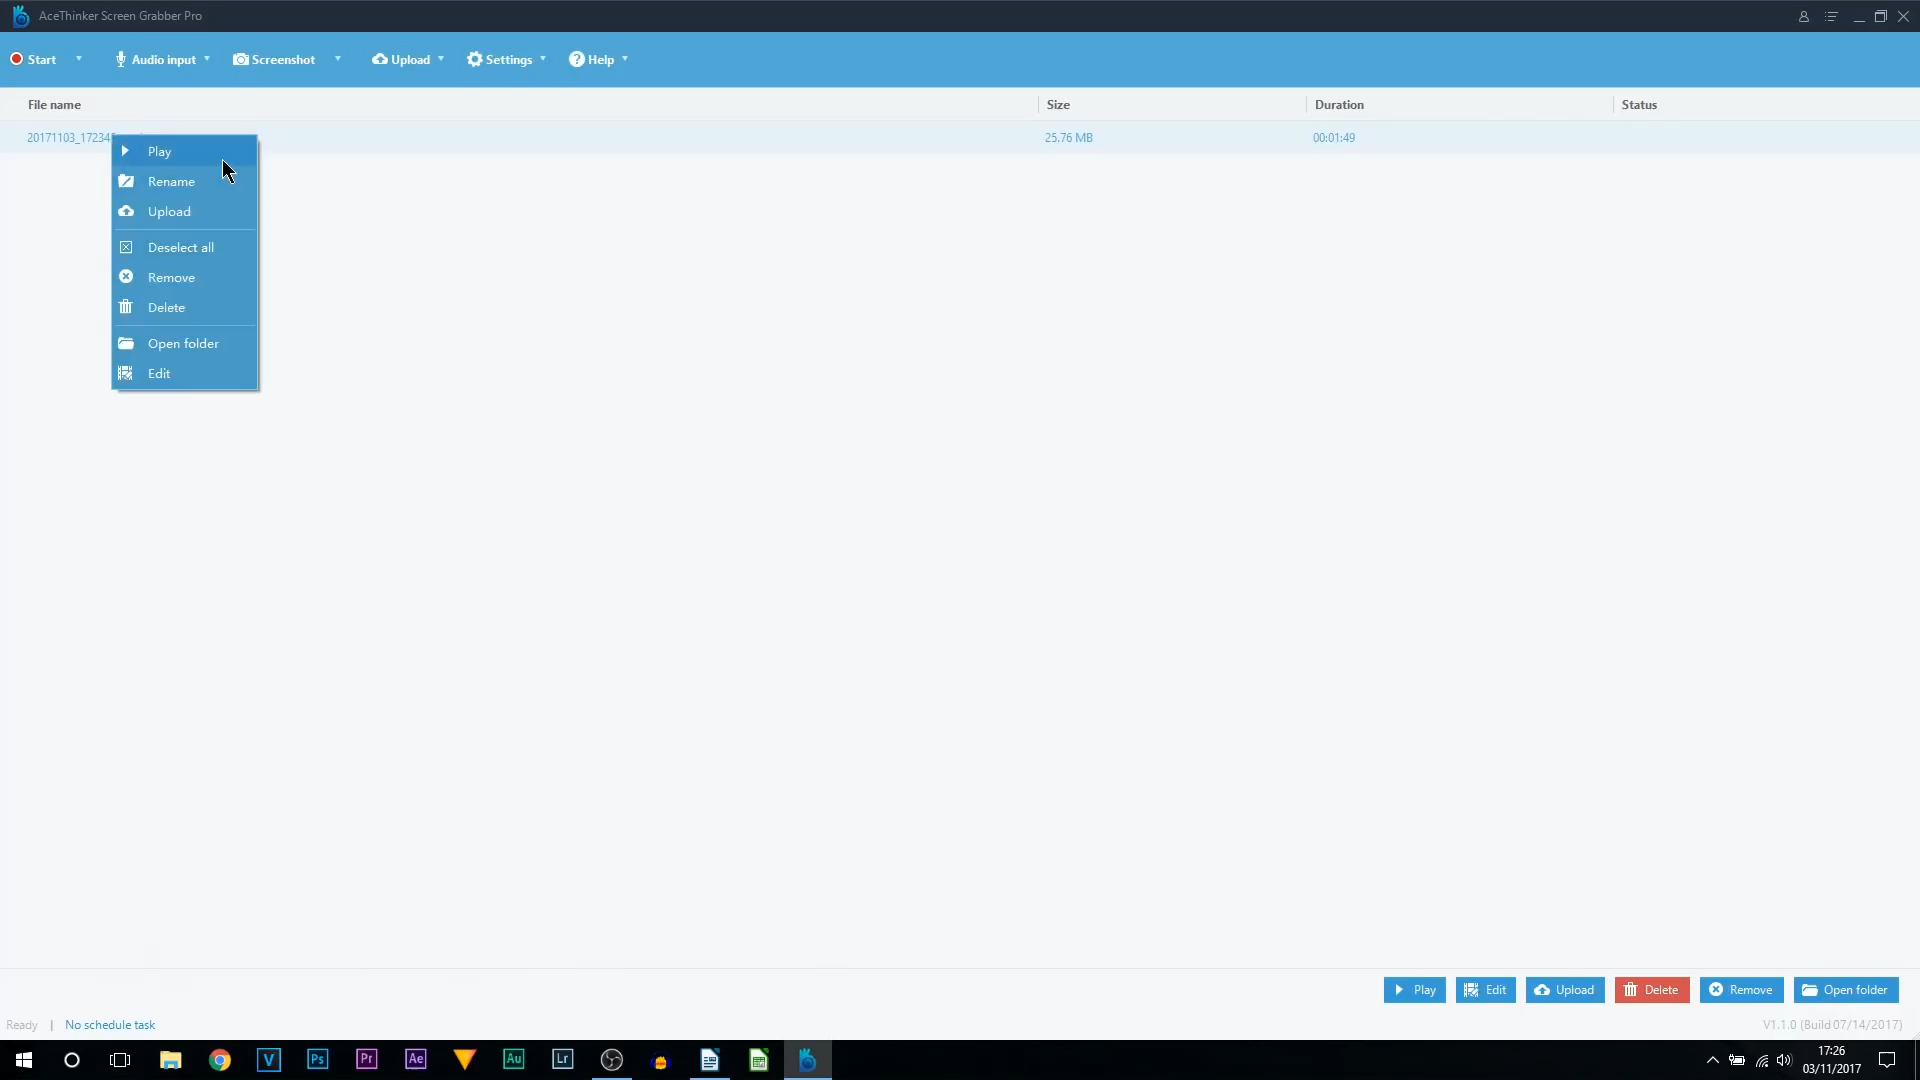 AceThinker Screen Grabber Pro
Start Audio input Screenshot Upload Settings Help
File name Size Duration Status
25.76 MB 00:01:49
Play
Rename
Upload
Deselect all
Remove
Delete
Open folder
Edit
Play Edit Upload Delete Remove Open folder
Ready | No schedule task V1.1.0 (Build 07/14/2017)
V Ps Pr Ae Au Lr
17:26
03/11/2017